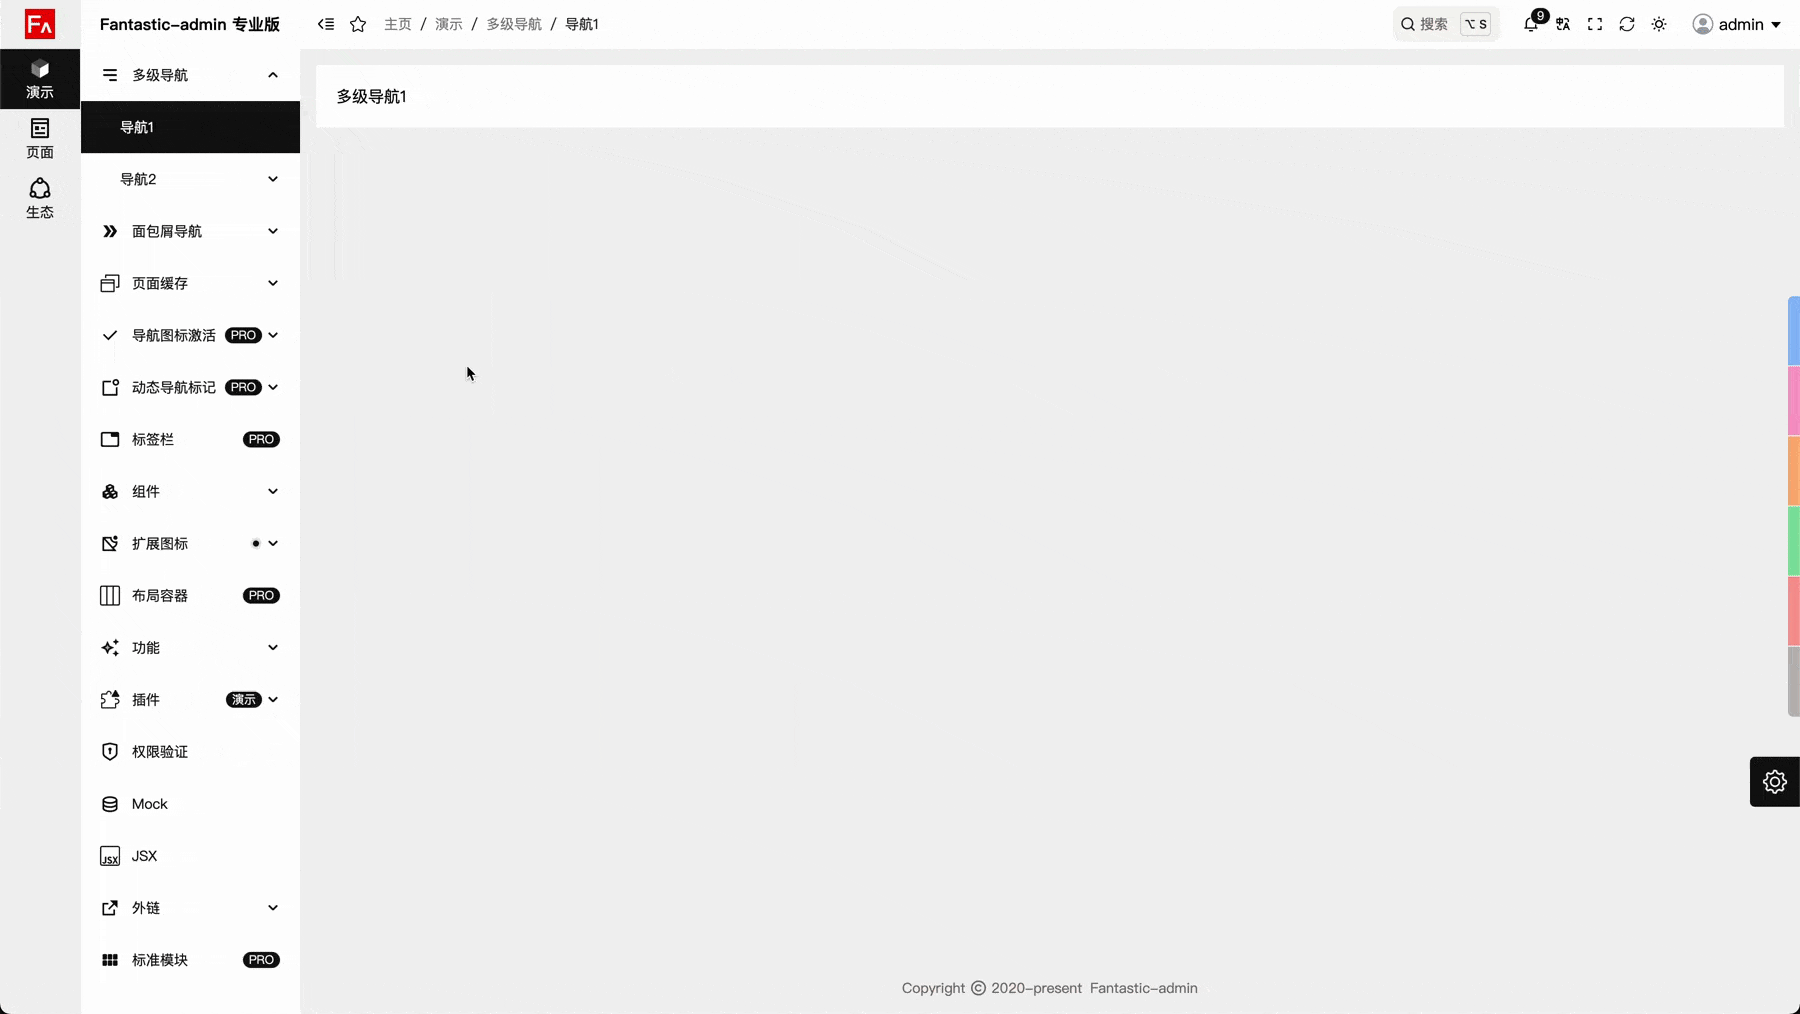 FA
Fantastic-admin 专业版
主页 / 演示 / 多级导航 / 导航1
搜索 ⌥ S
9
admin
演示
页面
生态
多级导航
导航1
导航2
面包屑导航
页面缓存
导航图标激活 PRO
动态导航标记 PRO
标签栏 PRO
组件
扩展图标
布局容器 PRO
功能
插件 演示
权限验证
Mock
JSX JSX
外链
标准模块 PRO
多级导航1
Copyright © 2020-present Fantastic-admin